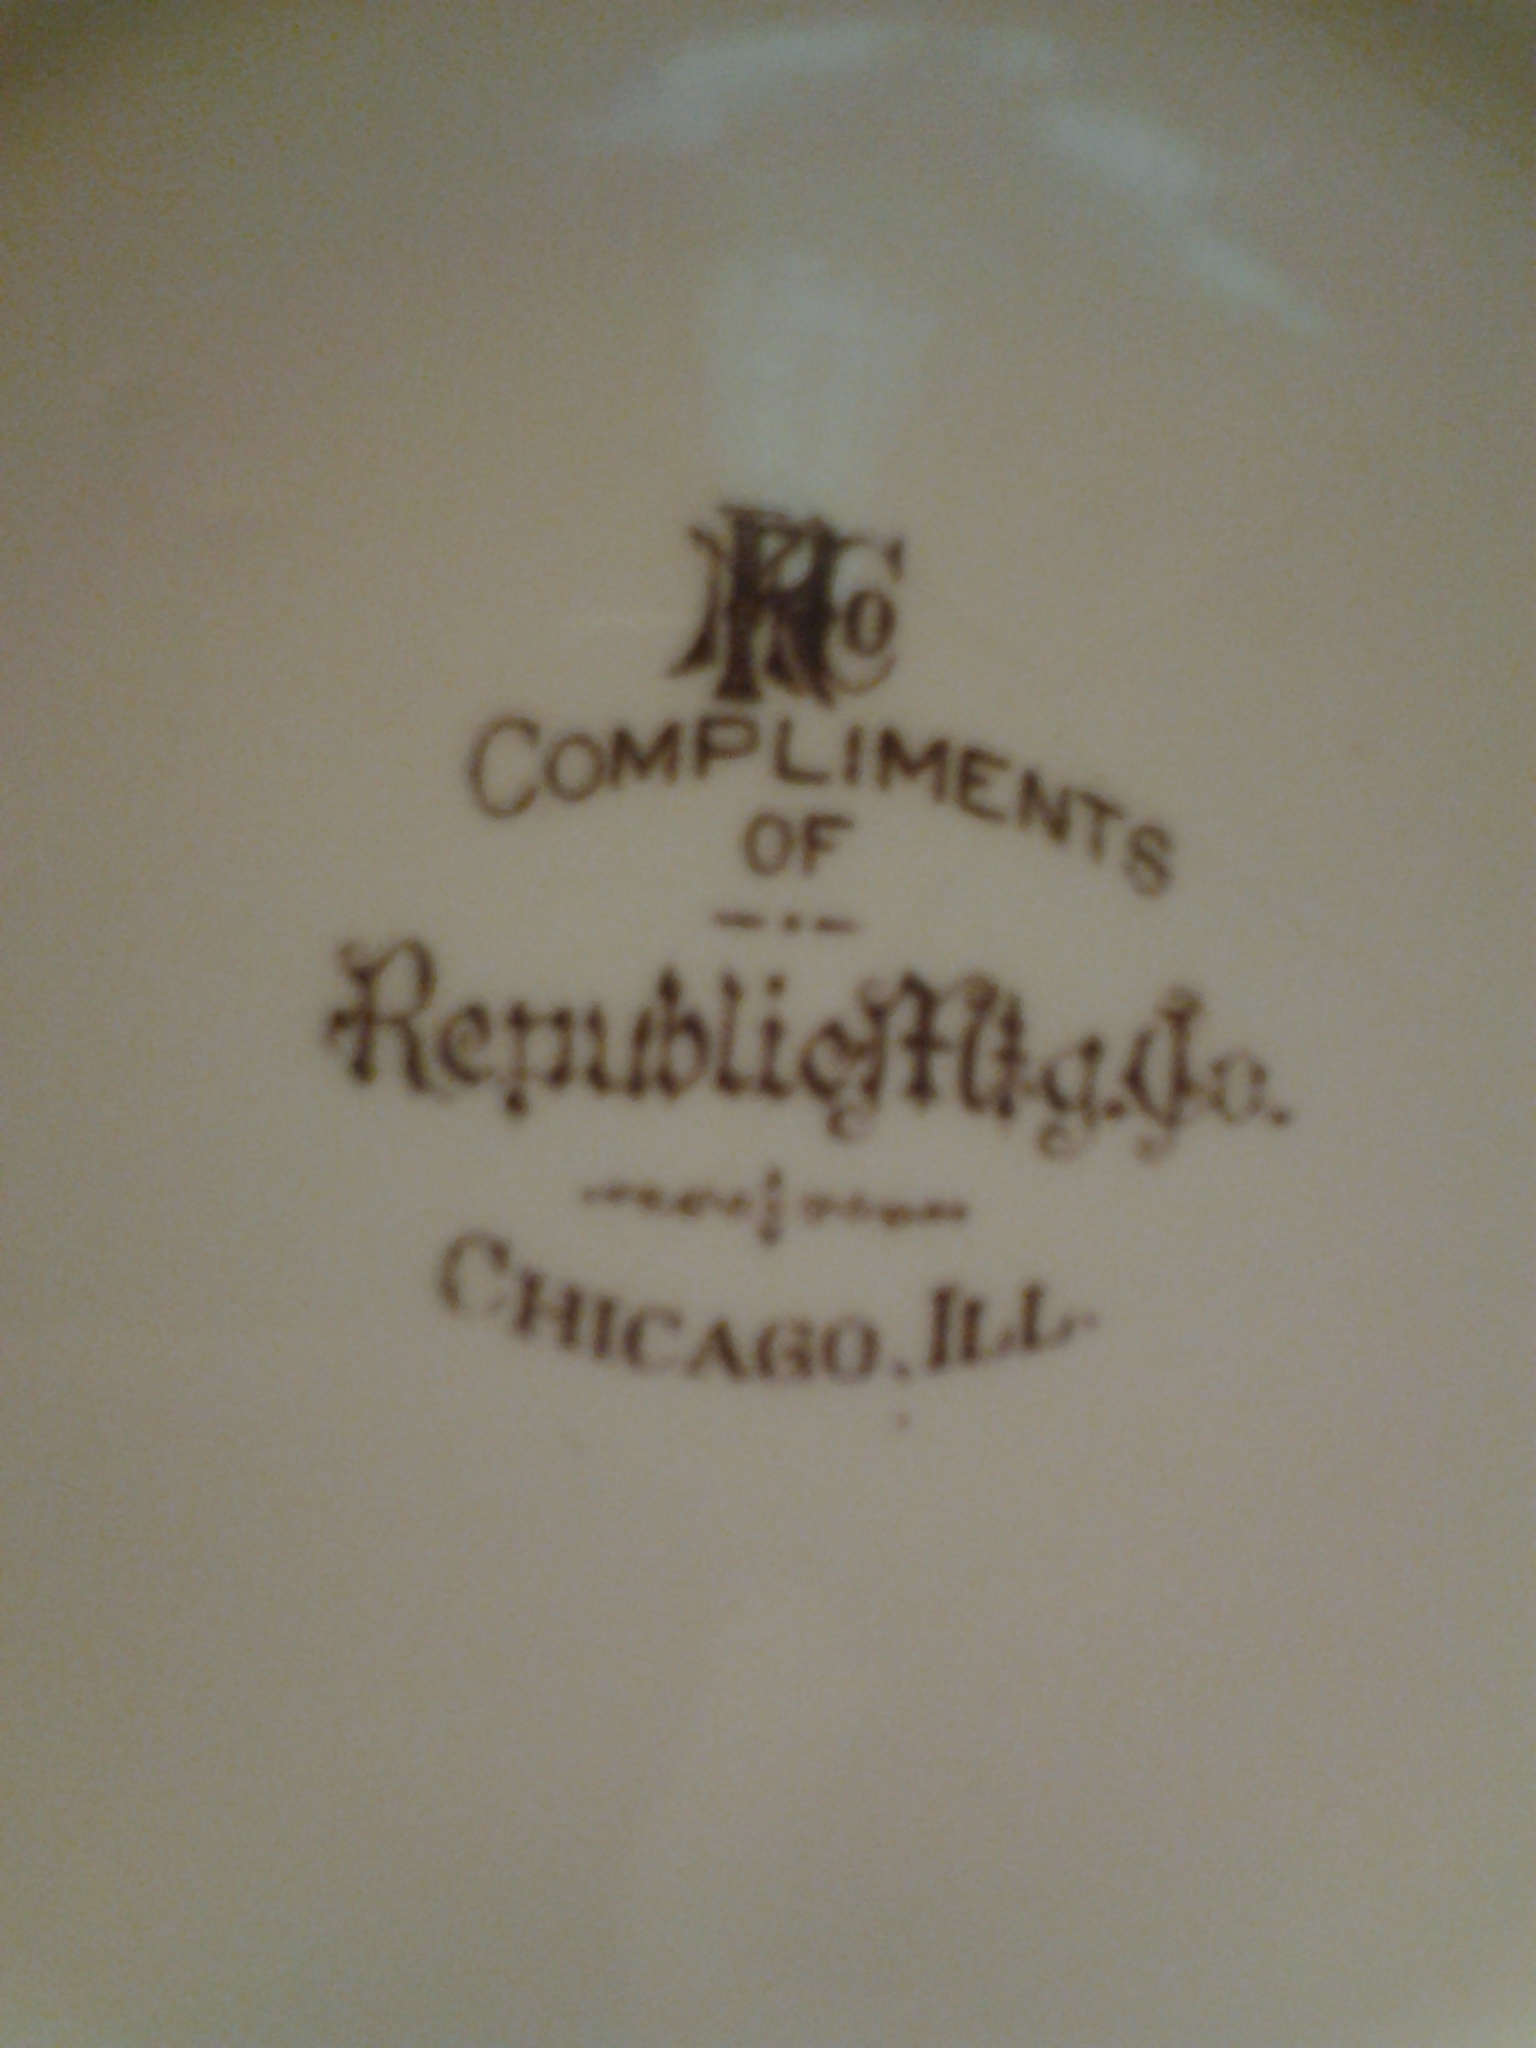 COMPLIMENTS
OF
Republic Mfg. Co.
CHICAGO, ILL.